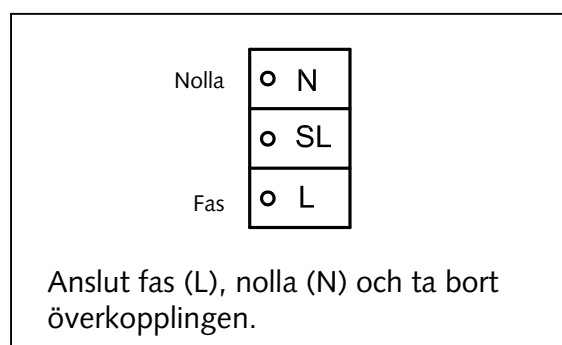 Nolla N
SL
Fas L
Anslut fas (L), nolla (N) och ta bort
överkopplingen.